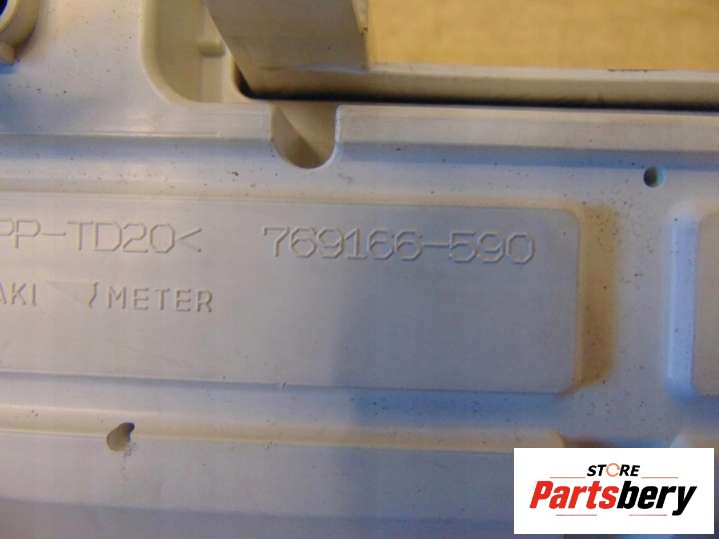 PP-TD20< 769166-590
AKI METER
STORE
Partsbery